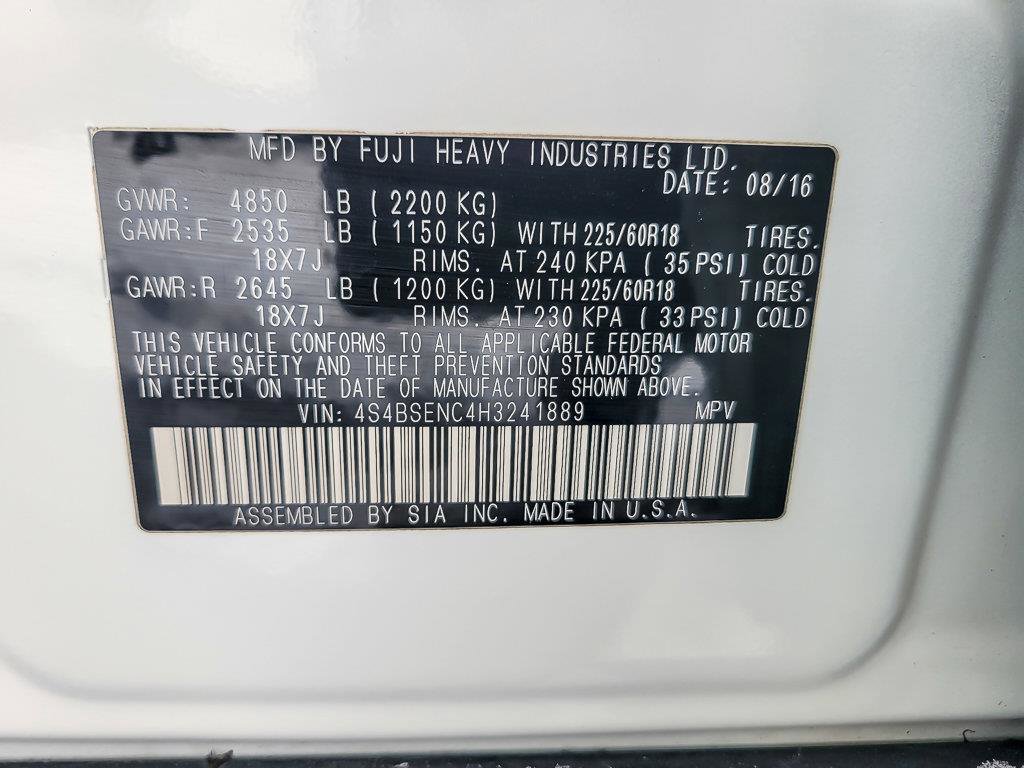 MFD BY FUJI HEAVY INDUSTRIES LTD.
DATE: 08/16
GVWR: 4850 LB ( 2200 KG)
GAWR:F 2535 LB ( 1150 KG) WITH 225/60R18 TIRES.
18X7J RIMS. AT 240 KPA ( 35 PSI) COLD
GAWR:R 2645 LB ( 1200 KG) WITH 225/60R18 TIRES.
18X7J RIMS. AT 230 KPA ( 33 PSI) COLD
THIS VEHICLE CONFORMS TO ALL APPLICABLE FEDERAL MOTOR
VEHICLE SAFETY AND THEFT PREVENTION STANDARDS
IN EFFECT ON THE DATE OF MANUFACTURE SHOWN ABOVE.
VIN: 4S4BSENC4H3241889 MPV
ASSEMBLED BY SIA INC. MADE IN U.S.A.